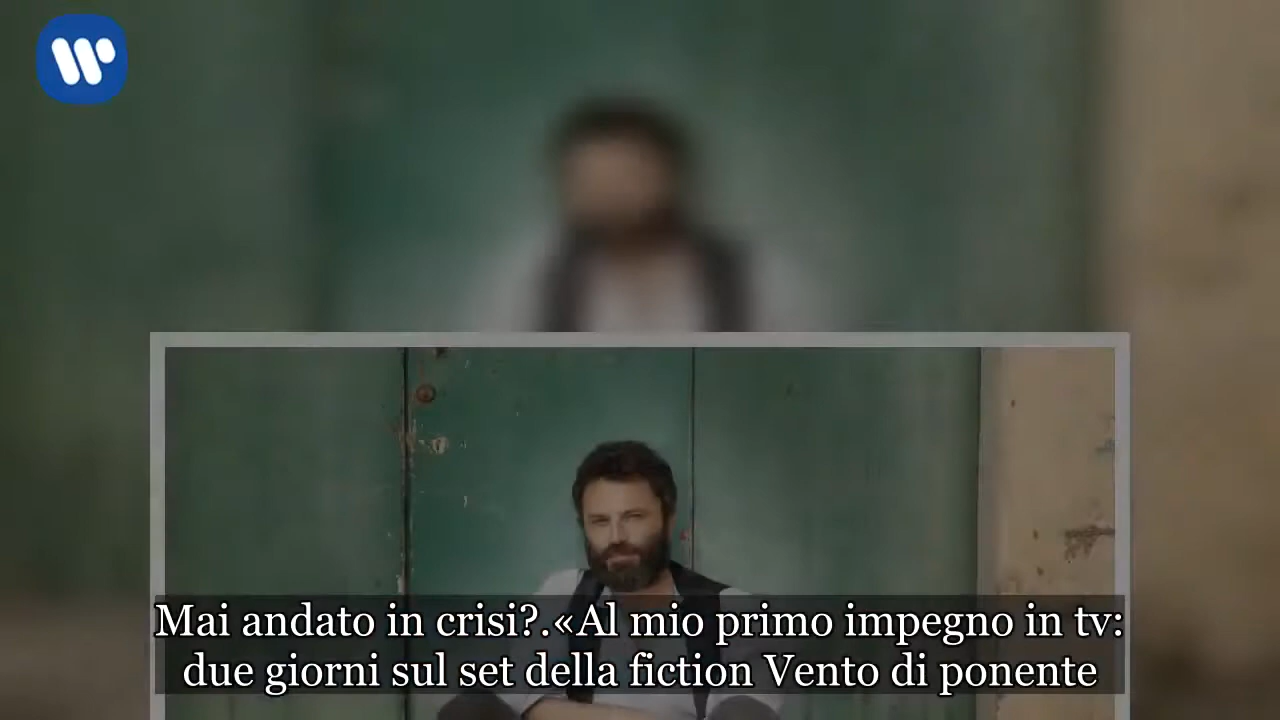 Mai andato in crisi?.«Al mio primo impegno in tv:
due giorni sul set della fiction Vento di ponente